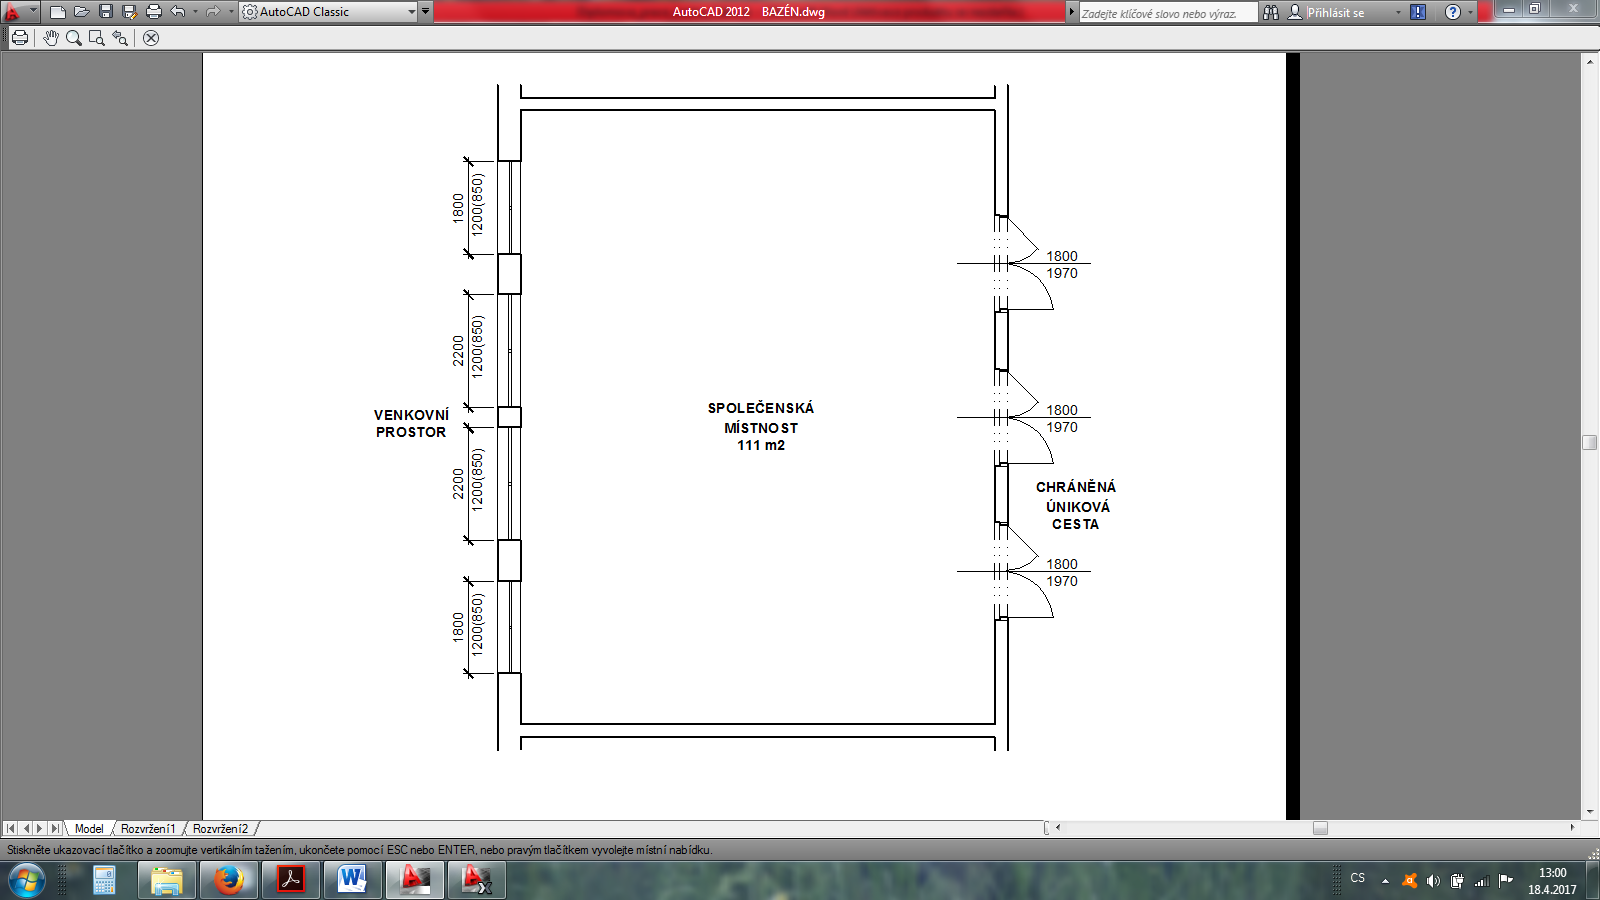 AutoCAD Classic
AutoCAD 2012 BAZÉN.dwg
Zadejte klíčové slovo nebo výraz.
Přihlásit se
1800
1200(850)
2200
1200(850)
2200
1200(850)
1800
1200(850)
VENKOVNÍ
PROSTOR
SPOLEČENSKÁ
MÍSTNOST
111 m2
1800
1970
1800
1970
CHRÁNĚNÁ
ÚNIKOVÁ
CESTA
1800
1970
Model
Rozvržení1
Rozvržení2
Stiskněte ukazovací tlačítko a zoomujte vertikálním tažením, ukončete pomocí ESC nebo ENTER, nebo pravým tlačítkem vyvolejte místní nabídku.
CS
13:00
18.4.2017